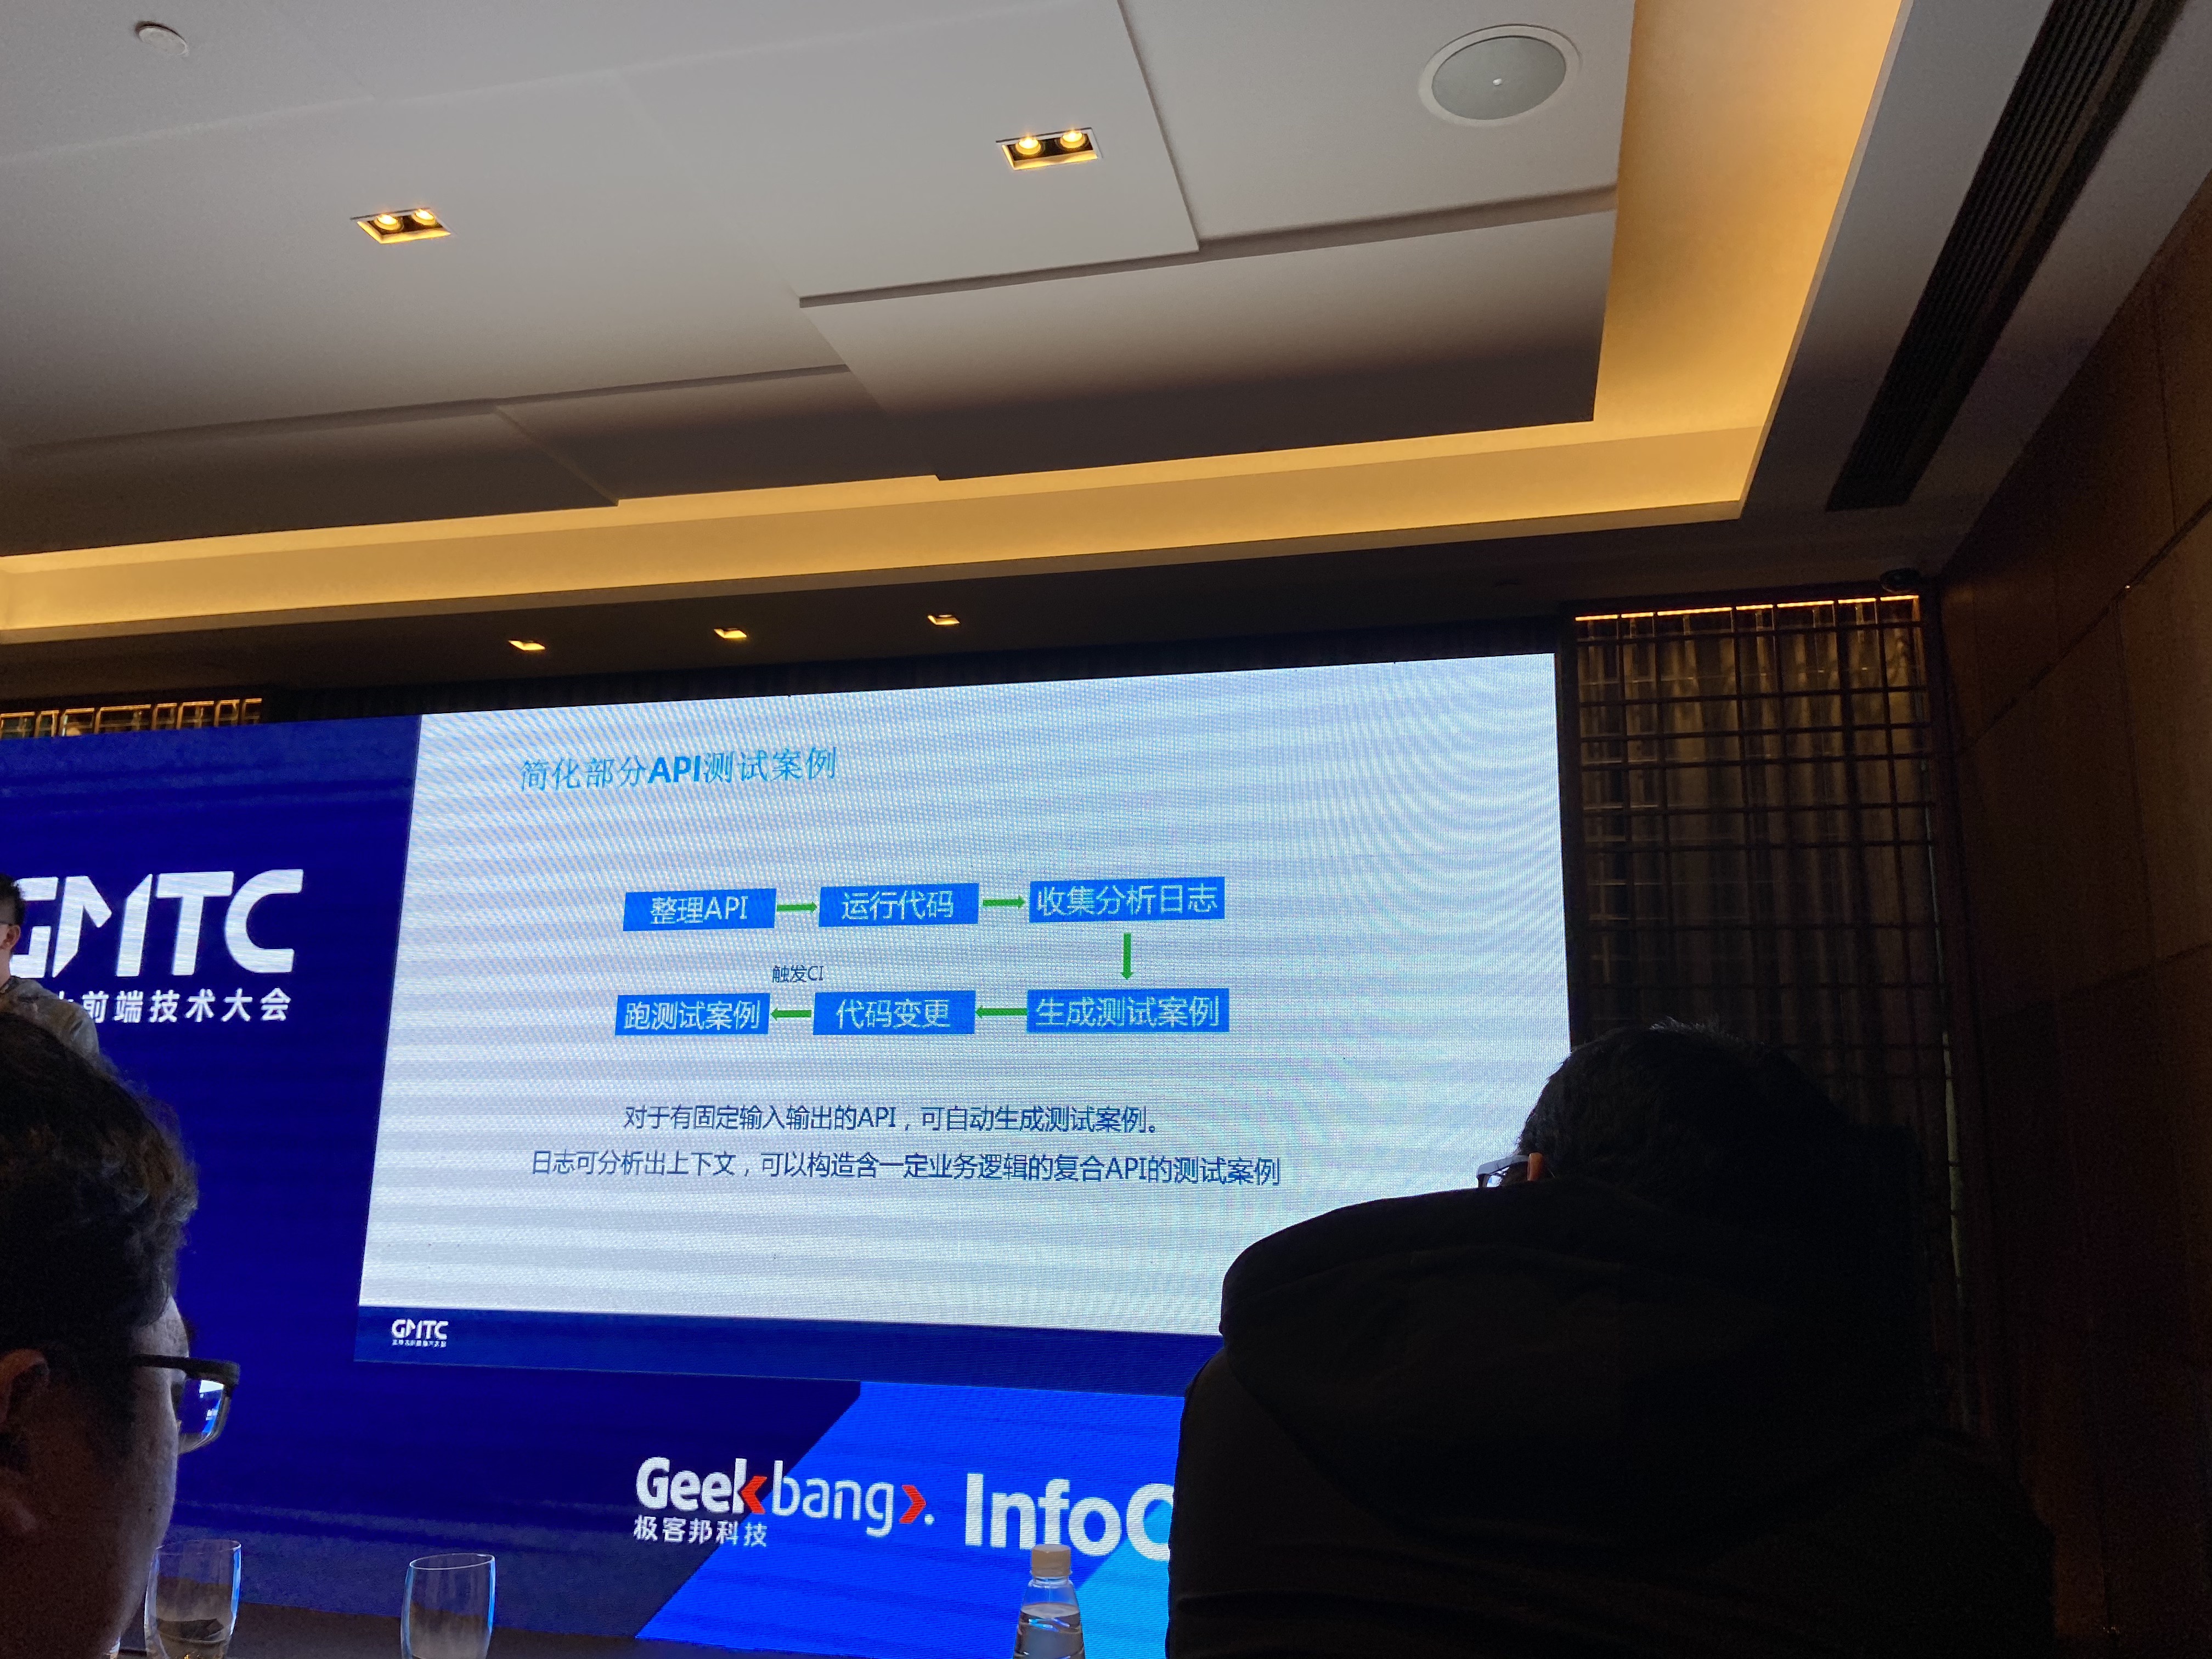 简化部分API测试案例
整理API
运行代码
收集分析日志
触发CI
跑测试案例
代码变更
生成测试案例
对于有固定输入输出的API，可自动生成测试案例。
日志可分析出上下文，可以构造含一定业务逻辑的复合API的测试案例
GMTC
前端技术大会
GMTC
Geekbang>.
极客邦科技
Info